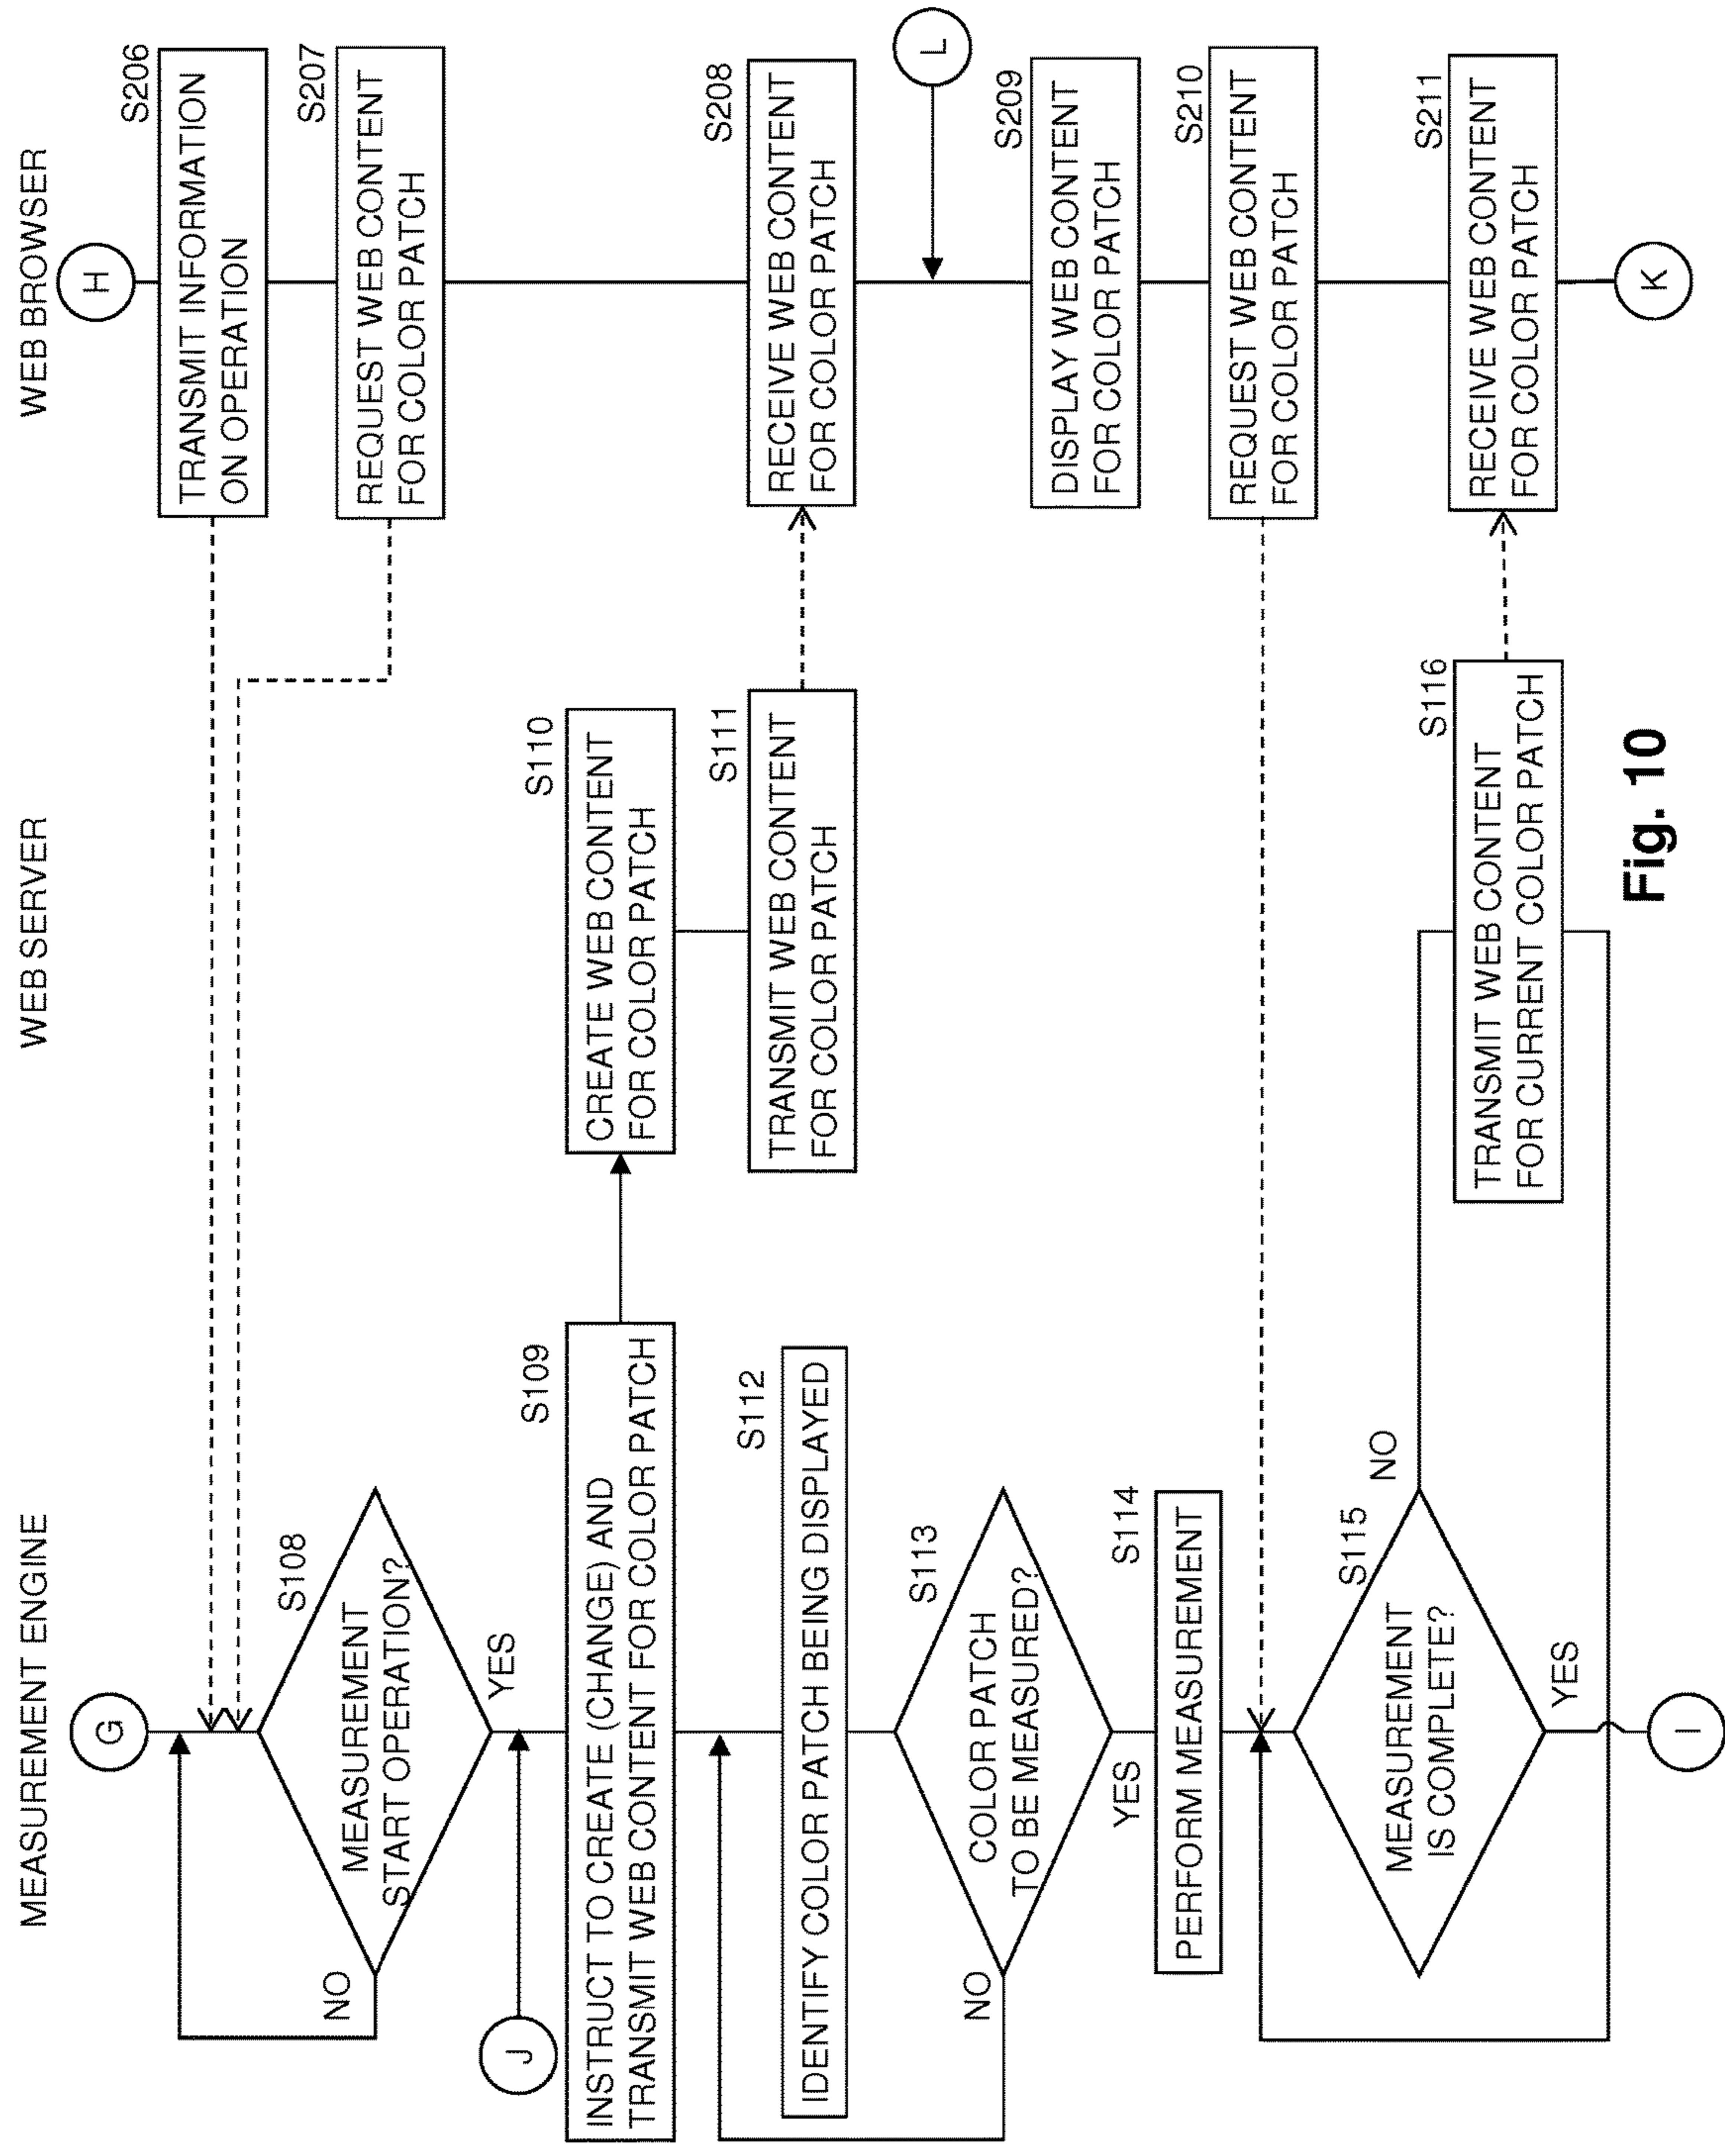 MEASUREMENT ENGINE
WEB SERVER
WEB BROWSER
G
H
S206
TRANSMIT INFORMATION
ON OPERATION
S207
REQUEST WEB CONTENT
FOR COLOR PATCH
S108
MEASUREMENT
START OPERATION?
NO
YES
J
S109
INSTRUCT TO CREATE (CHANGE) AND
TRANSMIT WEB CONTENT FOR COLOR PATCH
S110
CREATE WEB CONTENT
FOR COLOR PATCH
S111
TRANSMIT WEB CONTENT
FOR COLOR PATCH
S208
RECEIVE WEB CONTENT
FOR COLOR PATCH
S112
IDENTIFY COLOR PATCH BEING DISPLAYED
L
S113
COLOR PATCH
TO BE MEASURED?
NO
YES
S209
DISPLAY WEB CONTENT
FOR COLOR PATCH
S114
PERFORM MEASUREMENT
S210
REQUEST WEB CONTENT
FOR COLOR PATCH
S115
MEASUREMENT
IS COMPLETE?
NO
YES
S116
TRANSMIT WEB CONTENT
FOR CURRENT COLOR PATCH
S211
RECEIVE WEB CONTENT
FOR COLOR PATCH
I
K
Fig. 10